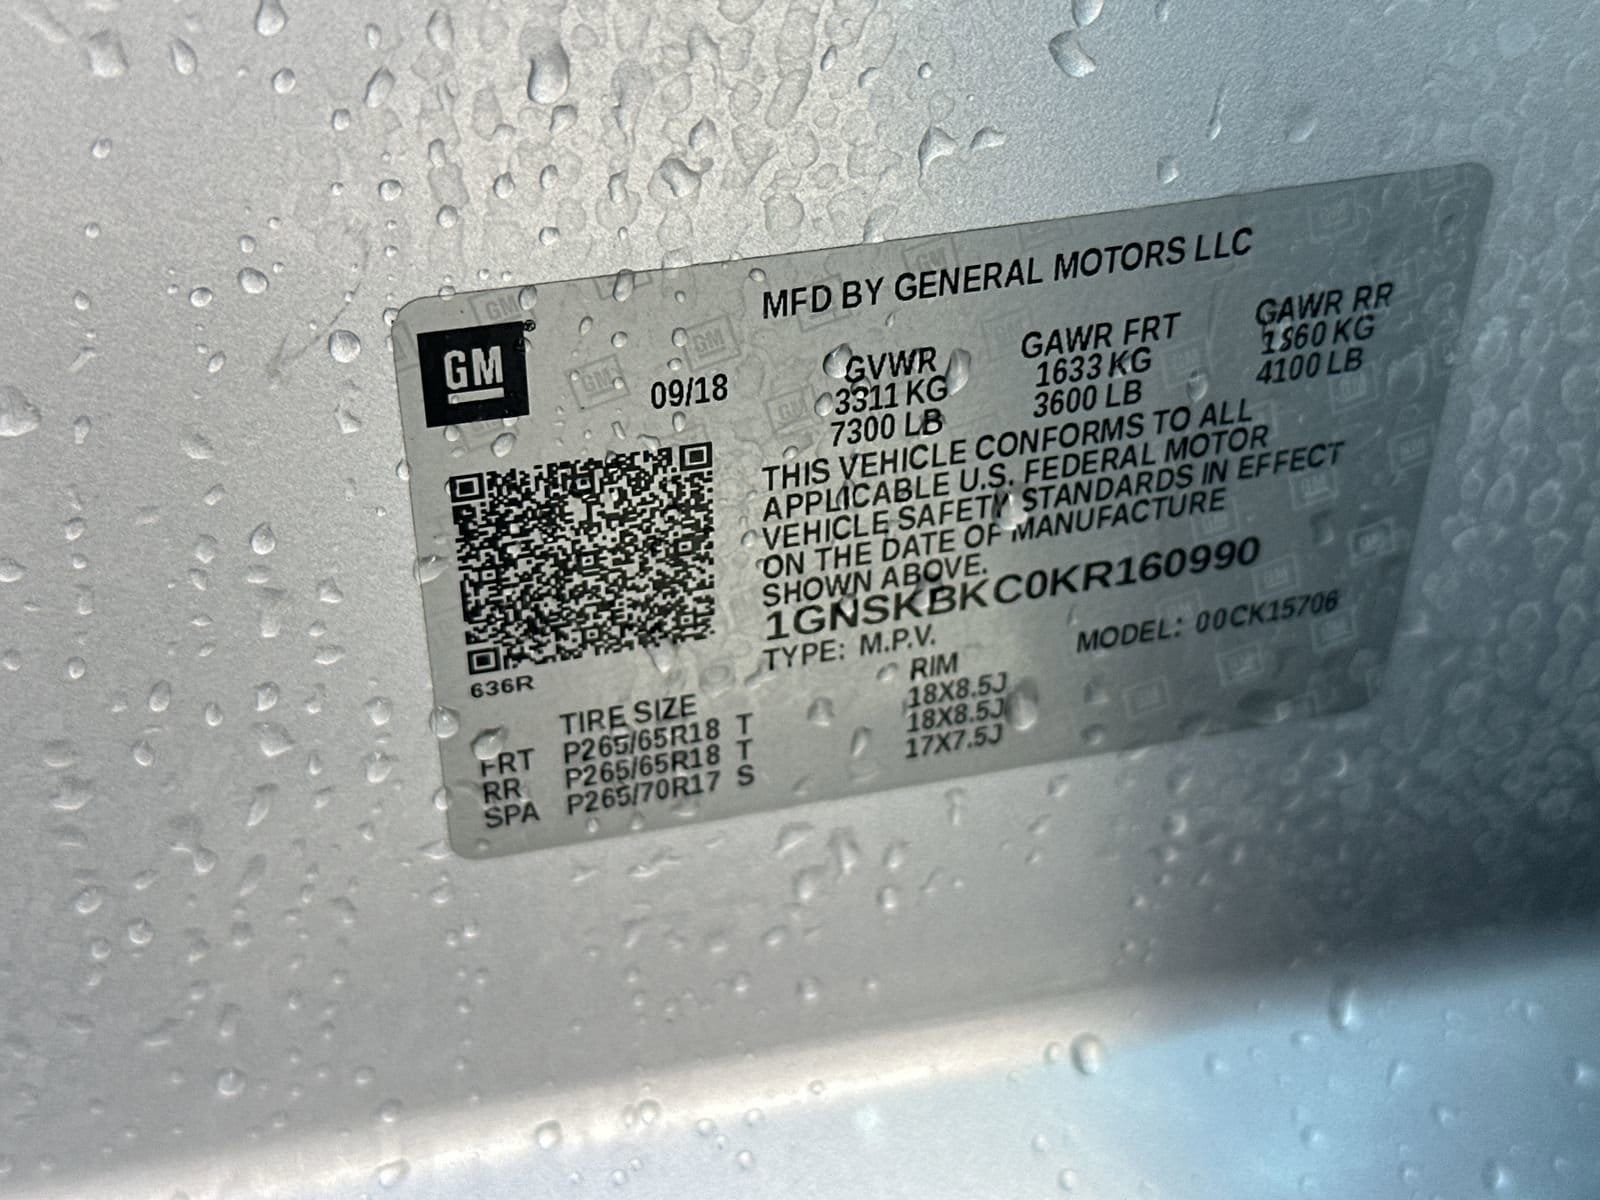 MFD BY GENERAL MOTORS LLC
GM
09/18
GVWR GAWR FRT GAWR RR
3311 KG 1633 KG 1860 KG
7300 LB 3600 LB 4100 LB
THIS VEHICLE CONFORMS TO ALL
APPLICABLE U.S. FEDERAL MOTOR
VEHICLE SAFETY STANDARDS IN EFFECT
ON THE DATE OF MANUFACTURE
SHOWN ABOVE.
1GNSKBKC0KR160990
TYPE: M.P.V. MODEL: 00CK15706
636R
TIRE SIZE RIM
FRT P265/65R18 T 18X8.5J
RR P265/65R18 T 18X8.5J
SPA P265/70R17 S 17X7.5J